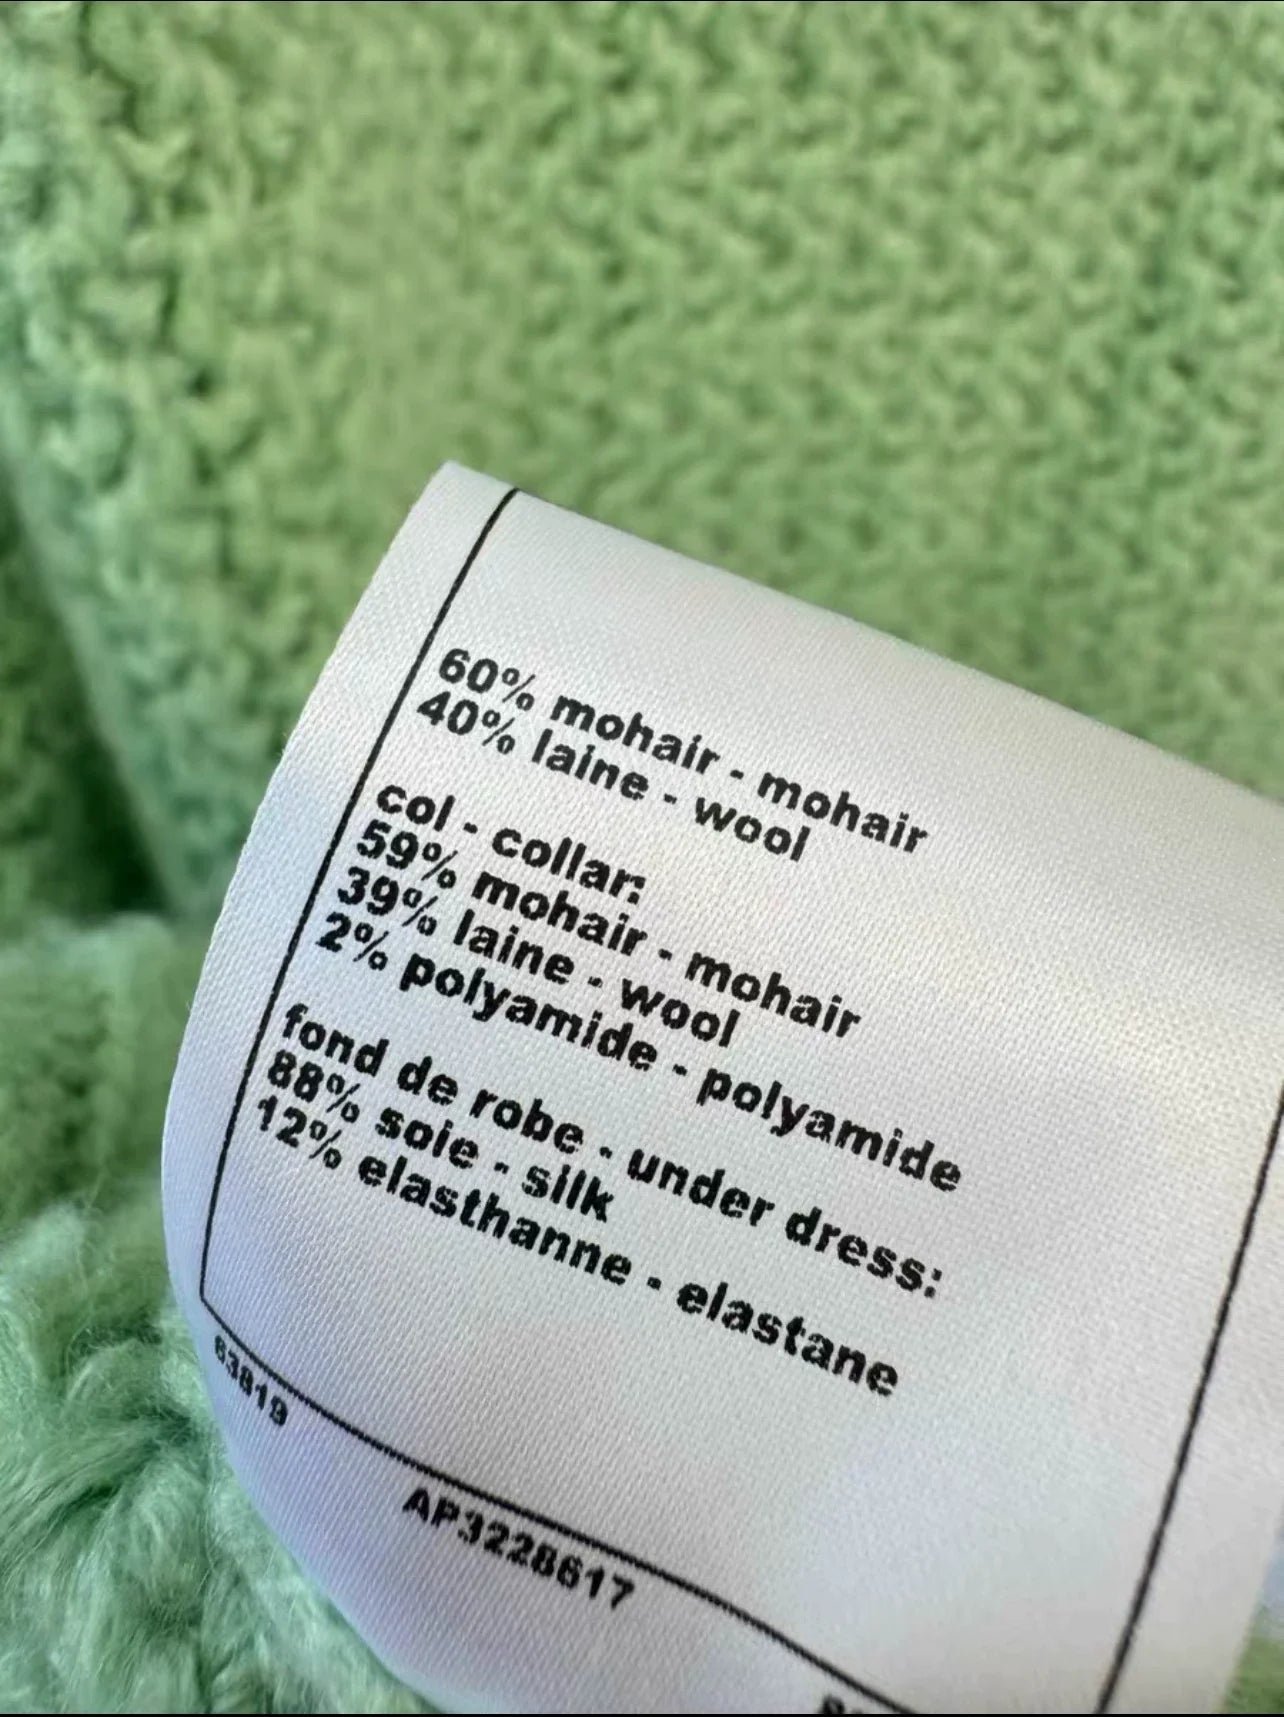 60% mohair - mohair
40% laine - wool
col - collar:
59% mohair - mohair
39% laine - wool
2% polyamide - polyamide
fond de robe - under dress:
88% soie - silk
12% elasthanne - elastane
63819
AP3228617